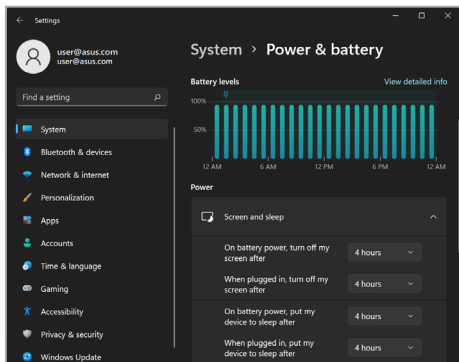 Settings
user@asus.com
user@asus.com
Find a setting
System
Bluetooth & devices
Network & internet
Personalization
Apps
Accounts
Time & language
Gaming
Accessibility
Privacy & security
Windows Update
System > Power & battery
Battery levels
View detailed info
100%
50%
12 AM 6 AM 12 PM 6 PM 12 AM
Power
Screen and sleep
On battery power, turn off my
screen after
4 hours
When plugged in, turn off my
screen after
4 hours
On battery power, put my
device to sleep after
4 hours
When plugged in, put my
device to sleep after
4 hours